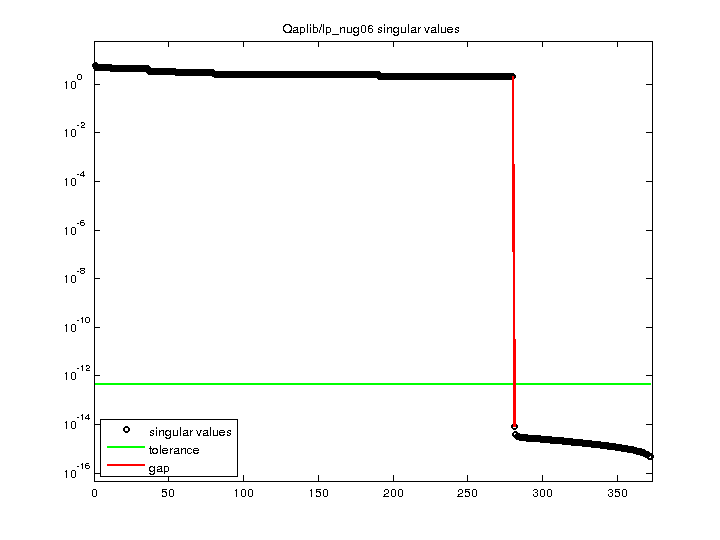 Qaplib/lp_nug06 singular values
10^0
10^-2
10^-4
10^-6
10^-8
10^-10
10^-12
10^-14
10^-16
singular values
tolerance
gap
0 50 100 150 200 250 300 350